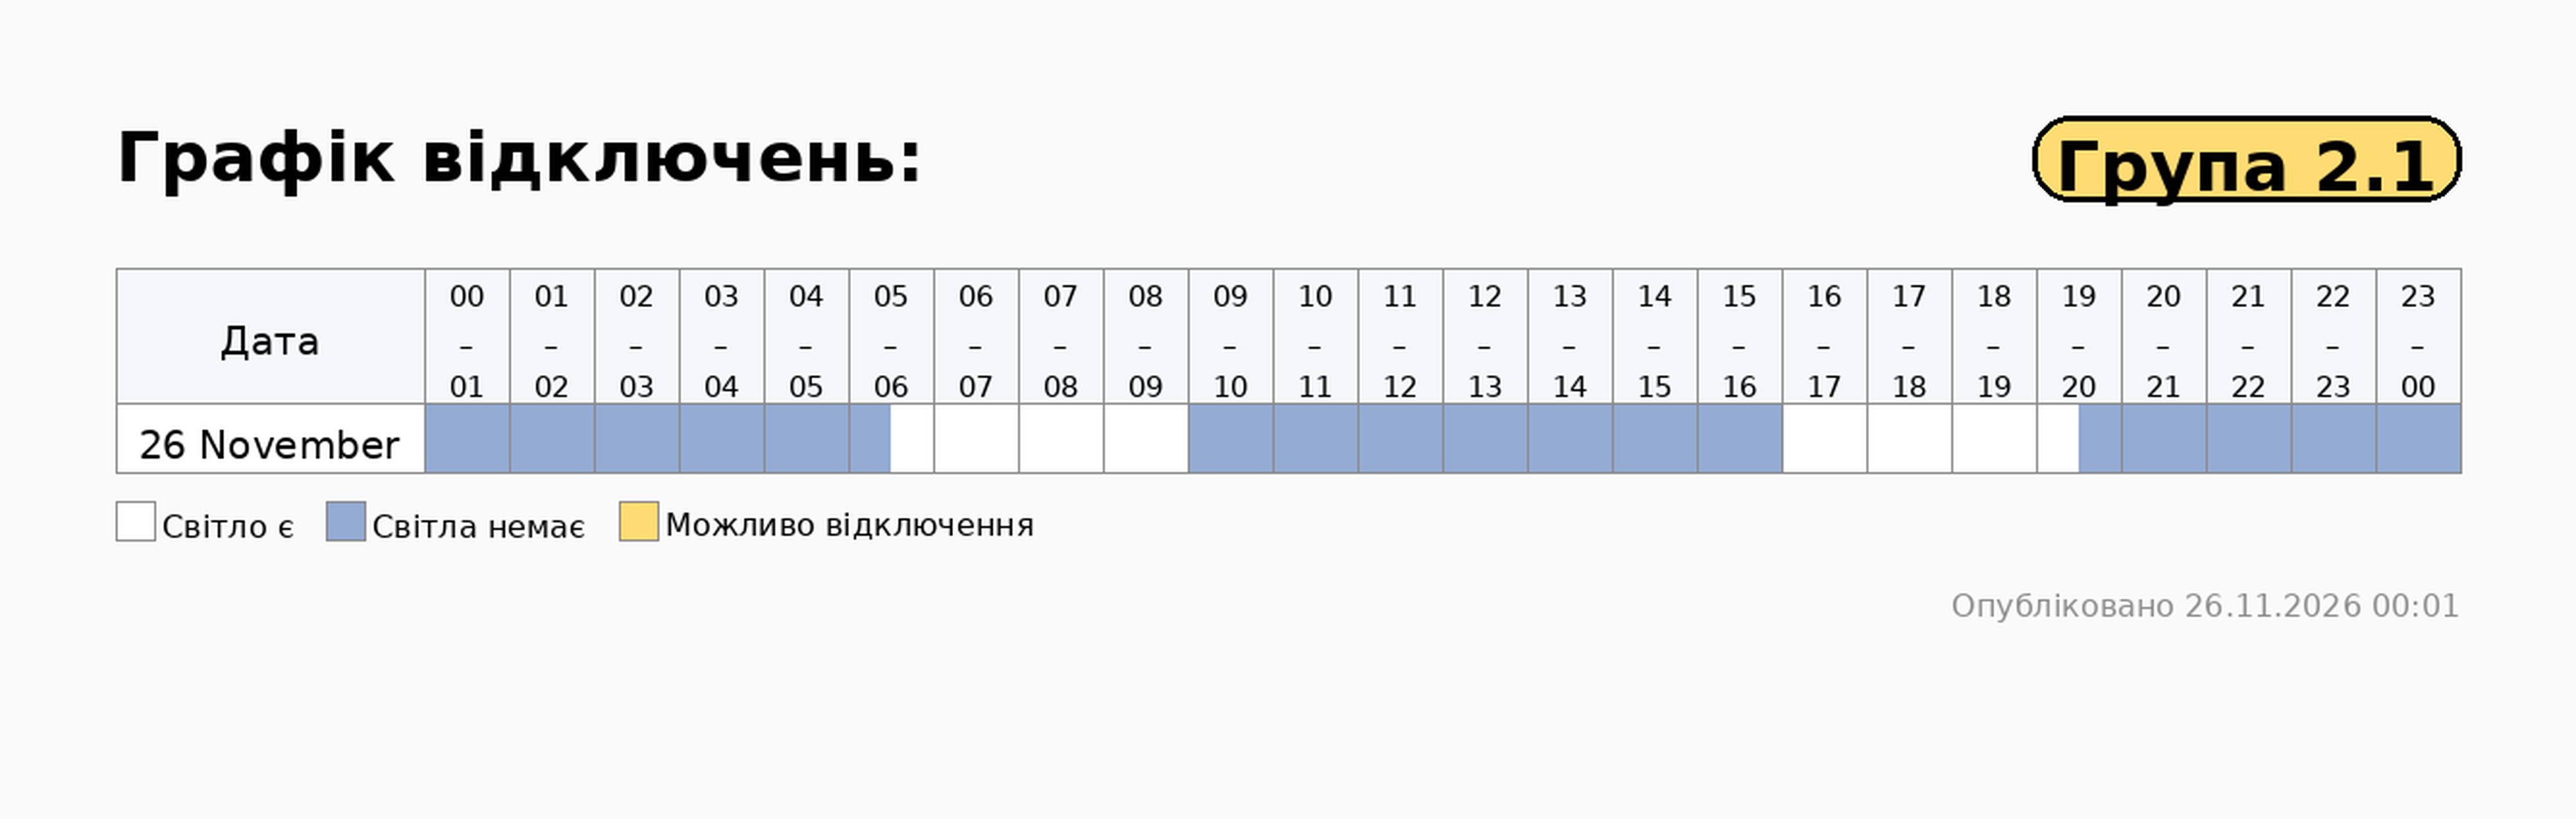 Графік відключень:
Група 2.1
Дата
00 – 01
01 – 02
02 – 03
03 – 04
04 – 05
05 – 06
06 – 07
07 – 08
08 – 09
09 – 10
10 – 11
11 – 12
12 – 13
13 – 14
14 – 15
15 – 16
16 – 17
17 – 18
18 – 19
19 – 20
20 – 21
21 – 22
22 – 23
23 – 00
26 November
Світло є
Світла немає
Можливо відключення
Опубліковано 26.11.2026 00:01